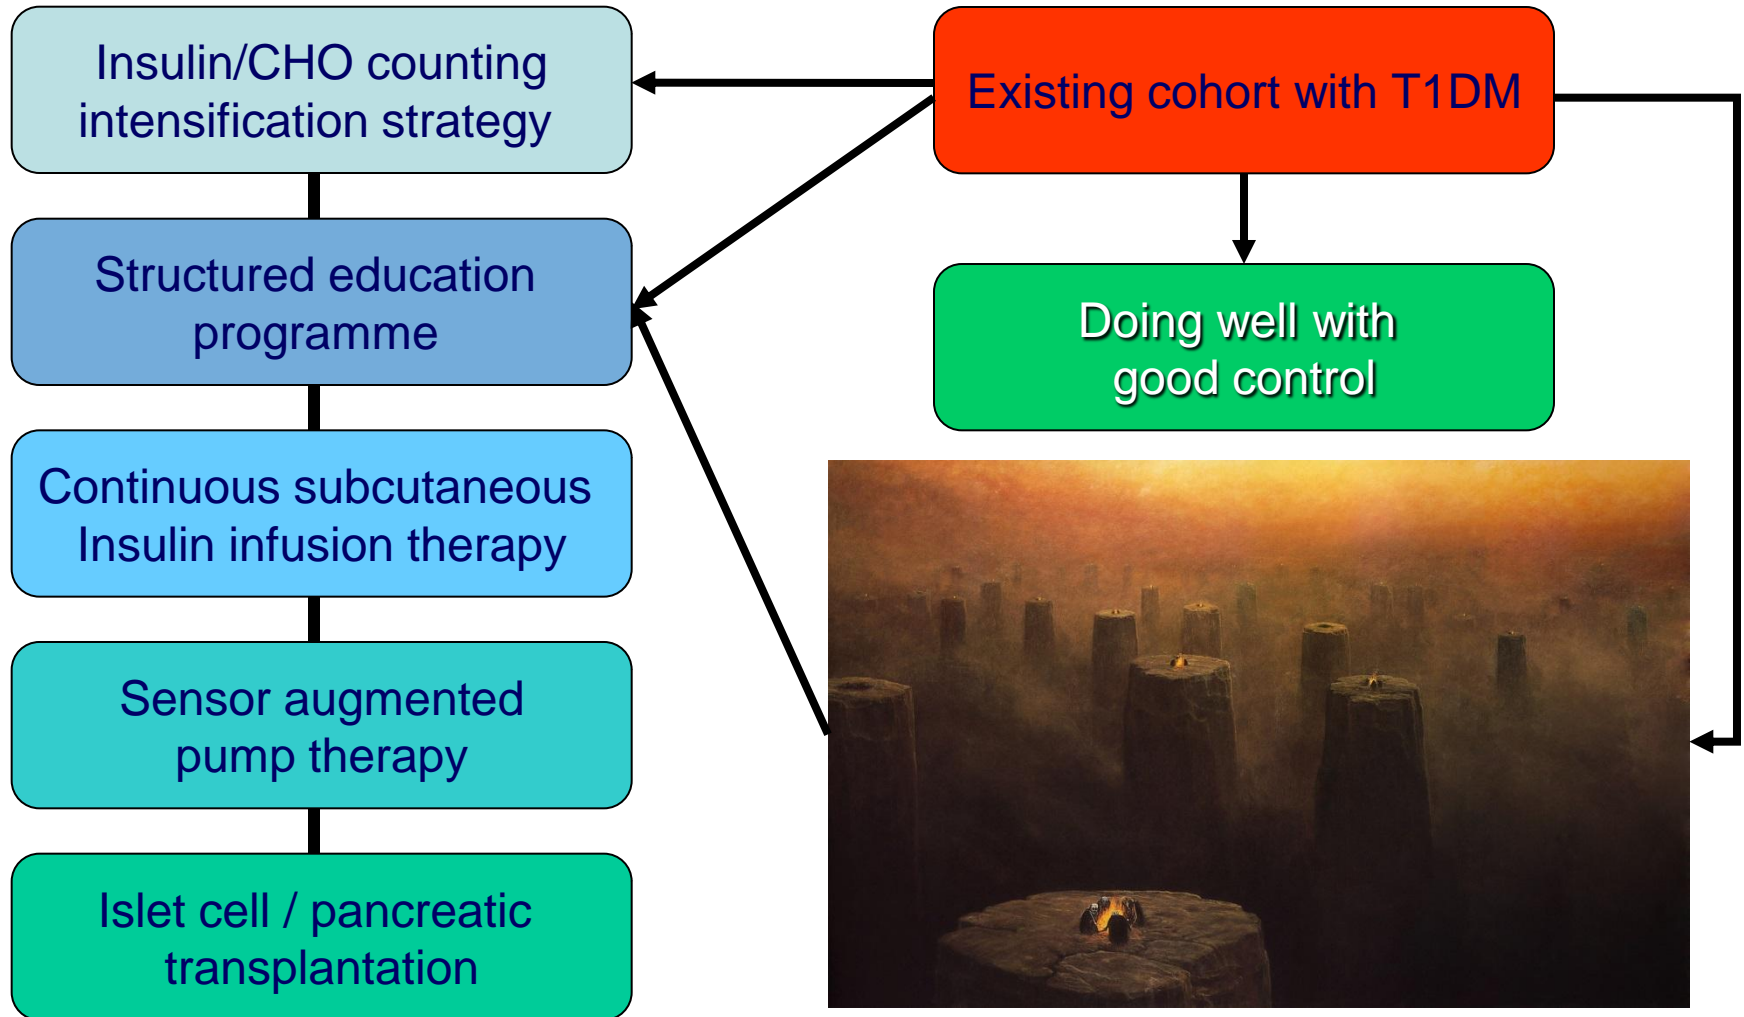 Insulin/CHO counting
intensification strategy
Existing cohort with T1DM
Structured education
programme
Doing well with
good control
Continuous subcutaneous
Insulin infusion therapy
Sensor augmented
pump therapy
Islet cell / pancreatic
transplantation